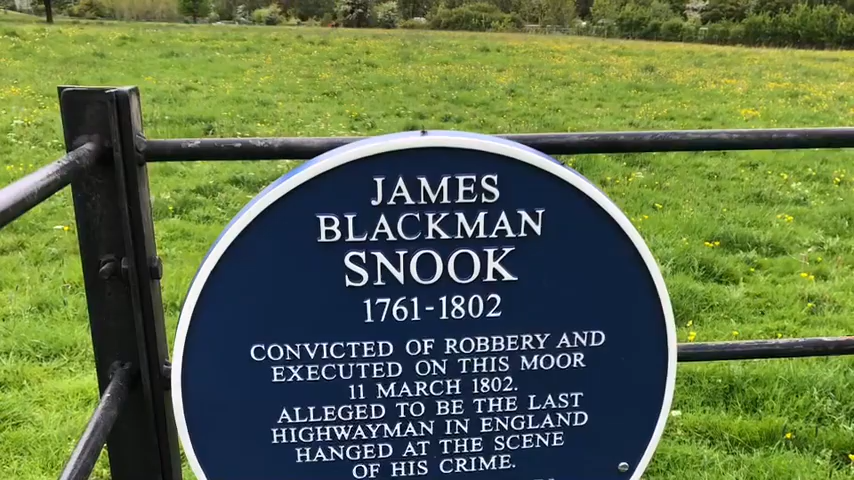 JAMES
BLACKMAN
SNOOK
1761-1802
CONVICTED OF ROBBERY AND
EXECUTED ON THIS MOOR
11 MARCH 1802.
ALLEGED TO BE THE LAST
HIGHWAYMAN IN ENGLAND
HANGED AT THE SCENE
OF HIS CRIME.